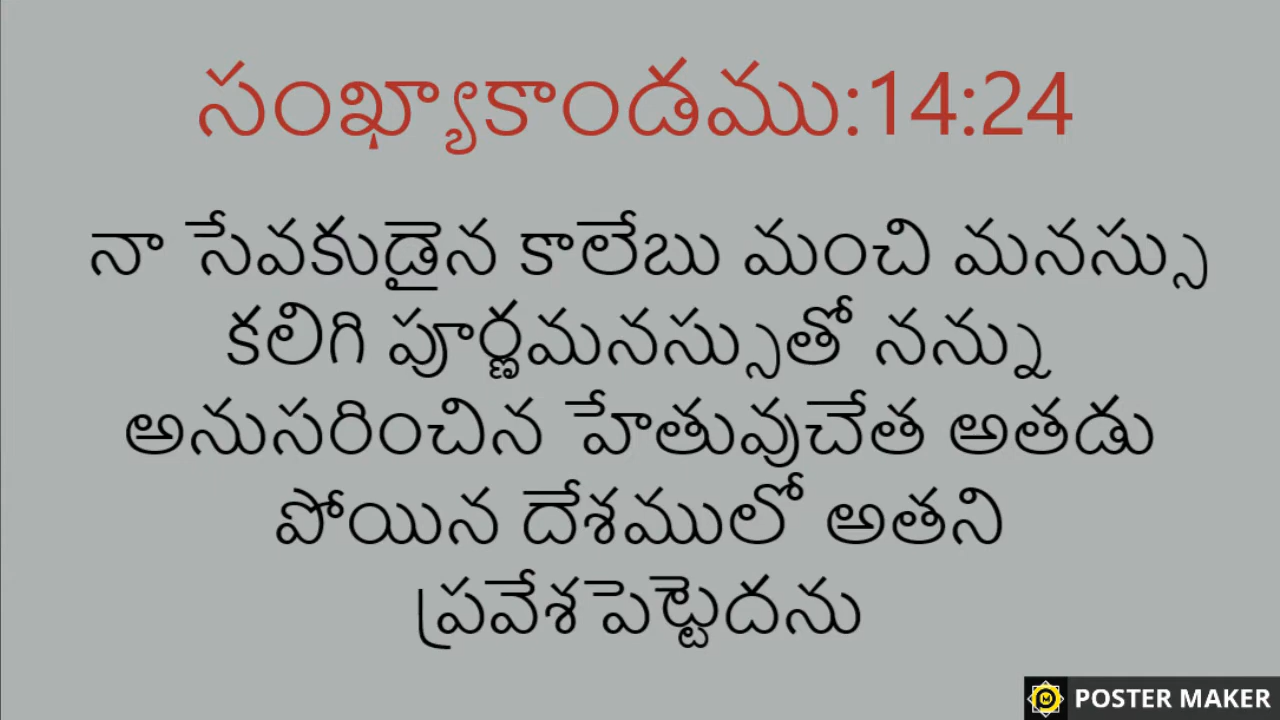 సంఖ్యాకాండము:14:24
నా సేవకుడైన కాలేబు మంచి మనస్సు
కలిగి పూర్ణమనస్సుతో నన్ను
అనుసరించిన హేతువుచేత అతడు
పోయిన దేశములో అతని
ప్రవేశపెట్టెదను
POSTER MAKER